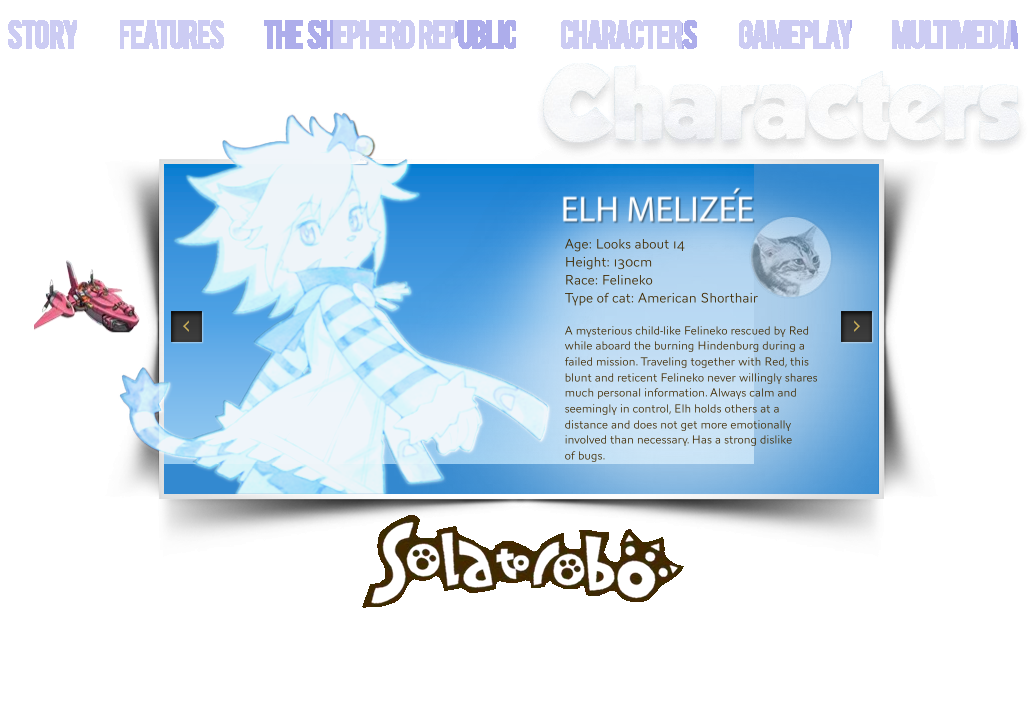 STORY FEATURES THE SHEPHERD REPUBLIC CHARACTERS GAMEPLAY MULTIMEDIA
Characters
ELH MELIZÉE
Age: Looks about 14
Height: 130cm
Race: Felineko
Type of cat: American Shorthair
A mysterious child-like Felineko rescued by Red
while aboard the burning Hindenburg during a
failed mission. Traveling together with Red, this
blunt and reticent Felineko never willingly shares
much personal information. Always calm and
seemingly in control, Elh holds others at a
distance and does not get more emotionally
involved than necessary. Has a strong dislike
of bugs.
Solatorobo